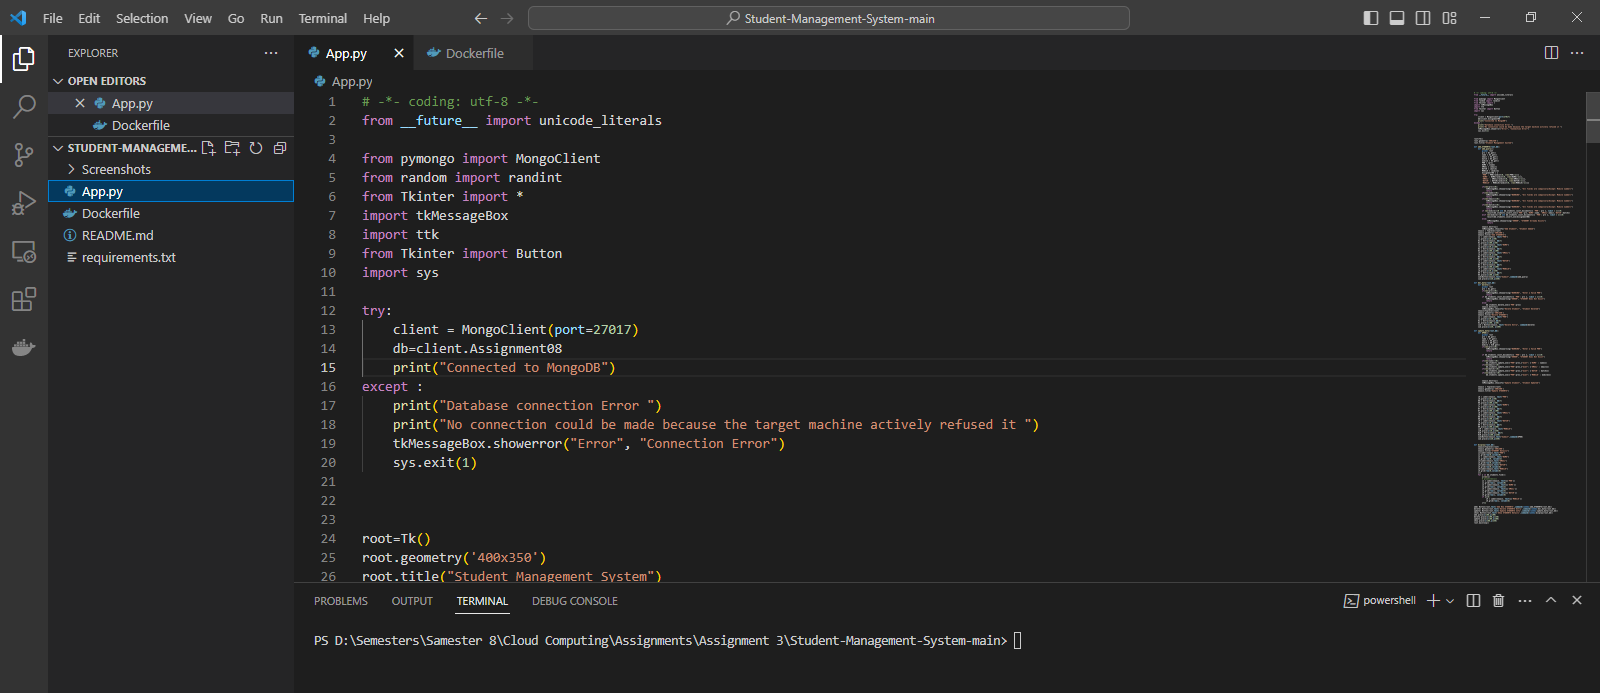 File Edit Selection View Go Run Terminal Help
Student-Management-System-main
EXPLORER
OPEN EDITORS
App.py
Dockerfile
STUDENT-MANAGEME...
Screenshots
App.py
Dockerfile
README.md
requirements.txt
App.py
Dockerfile
App.py
1 # -*- coding: utf-8 -*-
2 from __future__ import unicode_literals
3
4 from pymongo import MongoClient
5 from random import randint
6 from Tkinter import *
7 import tkMessageBox
8 import ttk
9 from Tkinter import Button
10 import sys
11
12 try:
13     client = MongoClient(port=27017)
14     db=client.Assignment08
15     print("Connected to MongoDB")
16 except :
17     print("Database connection Error ")
18     print("No connection could be made because the target machine actively refused it ")
19     tkMessageBox.showerror("Error", "Connection Error")
20     sys.exit(1)
21
22
23
24 root=Tk()
25 root.geometry('400x350')
26 root.title("Student Management System")
PROBLEMS OUTPUT TERMINAL DEBUG CONSOLE
powershell
PS D:\Semesters\Samester 8\Cloud Computing\Assignments\Assignment 3\Student-Management-System-main>